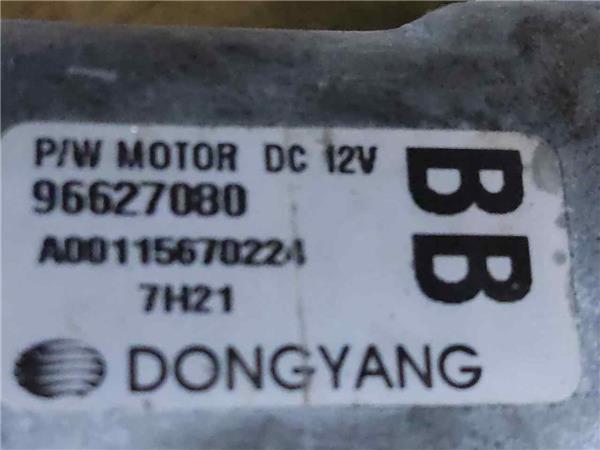 P/W MOTOR DC 12V
96627080
A00115670224
7H21
DONGYANG
BB